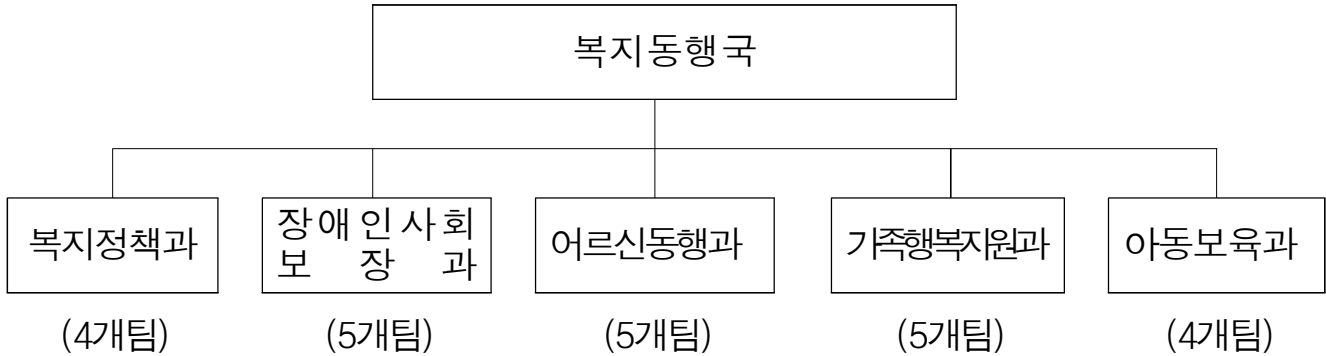 복지동행국
복지정책과
장애인사회
보장과
어르신동행과
가족행복지원과
아동보육과
(4개팀)
(5개팀)
(5개팀)
(5개팀)
(4개팀)